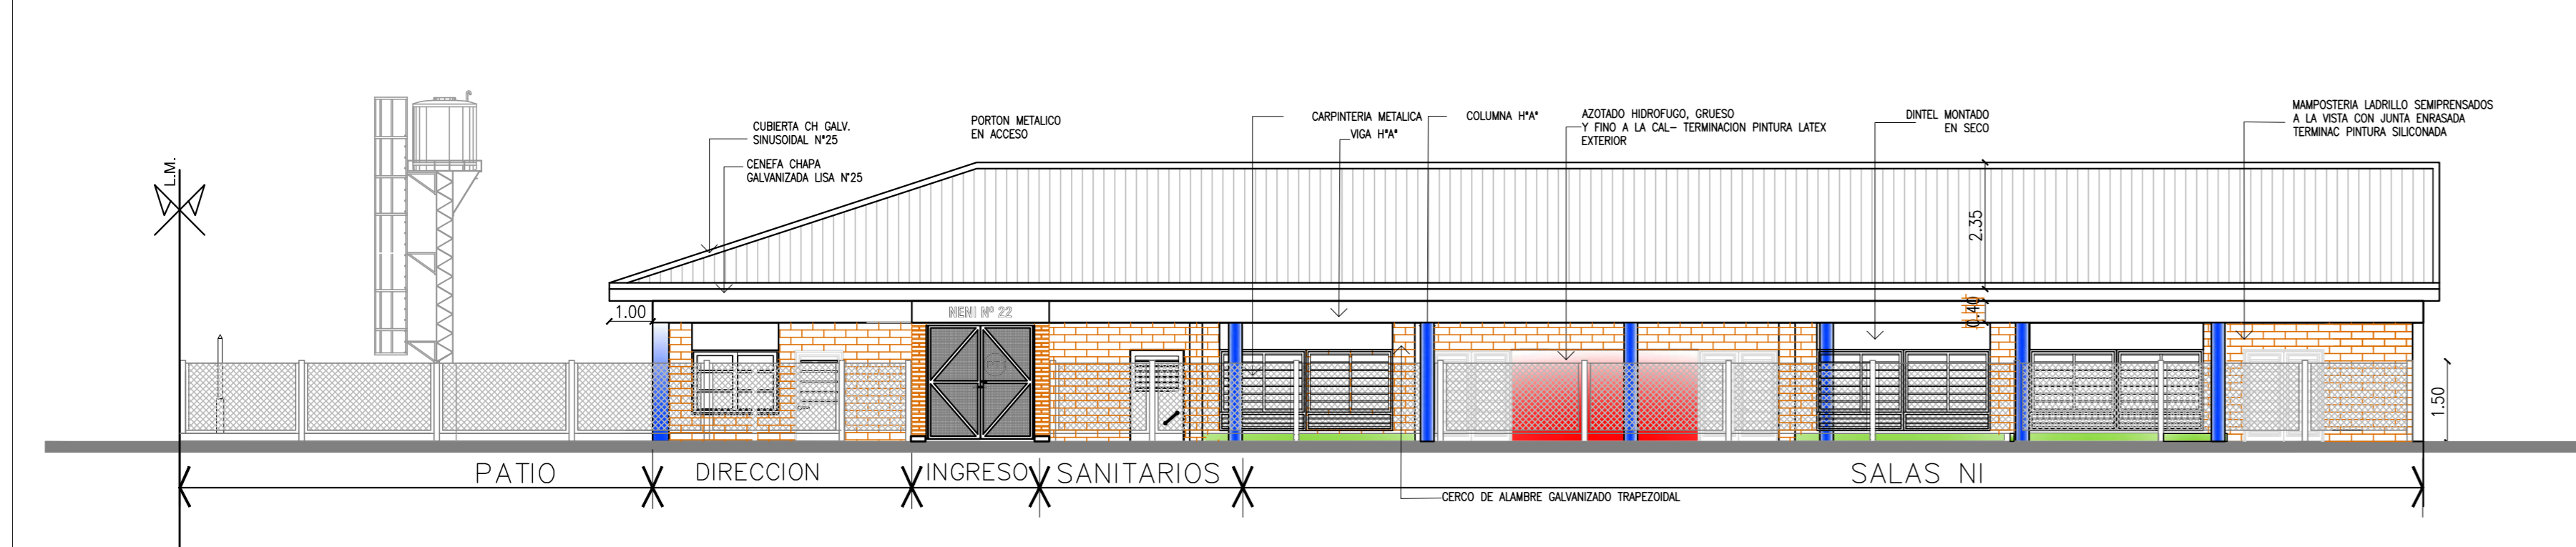 CUBIERTA CH GALV.
SINUSOIDAL N°25
CENEFA CHAPA
GALVANIZADA LISA N°25
PORTON METALICO
EN ACCESO
CARPINTERIA METALICA
VIGA H°A°
COLUMNA H°A°
AZOTADO HIDROFUGO, GRUESO
Y FINO A LA CAL– TERMINACION PINTURA LATEX
EXTERIOR
DINTEL MONTADO
EN SECO
MAMPOSTERIA LADRILLO SEMIPRENSADOS
A LA VISTA CON JUNTA ENRASADA
TERMINAC PINTURA SILICONADA
L.M.
2.35
0.40
1.00
NENI Nº 22
1.50
PATIO
DIRECCION
INGRESO
SANITARIOS
SALAS NI
CERCO DE ALAMBRE GALVANIZADO TRAPEZOIDAL